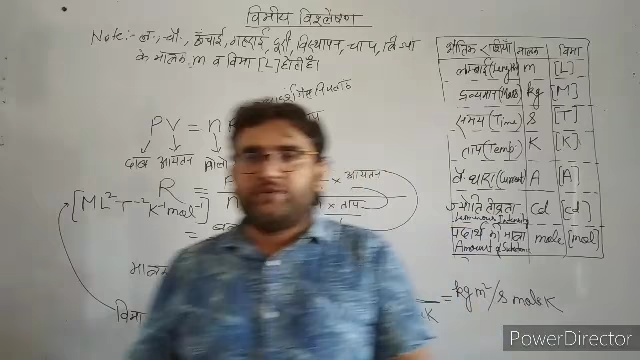 विमीय विश्लेषण
Note:- ल., चौ., ऊंचाई, गहराई, दूरी, विस्थापन, चाप, त्रिज्या
के मात्रक m व विमा [L] होती है।
PV = n
दाब आयतन मोलो
R = × आयतन
n × ताप
[ML²T⁻²K⁻¹mol⁻¹]
=
विमा K = kg m²/s mole K
भौतिक राशियाँ मात्रक विमा
लम्बाई (Length) m [L]
द्रव्यमान (Mass) kg [M]
समय (Time) s [T]
ताप (Temp) K [K]
वि. धारा (Current) A [A]
ज्योति तीव्रता Cd [cd]
Luminous Intensity
पदार्थ की मात्रा mole [mol]
Amount of Substance
PowerDirector